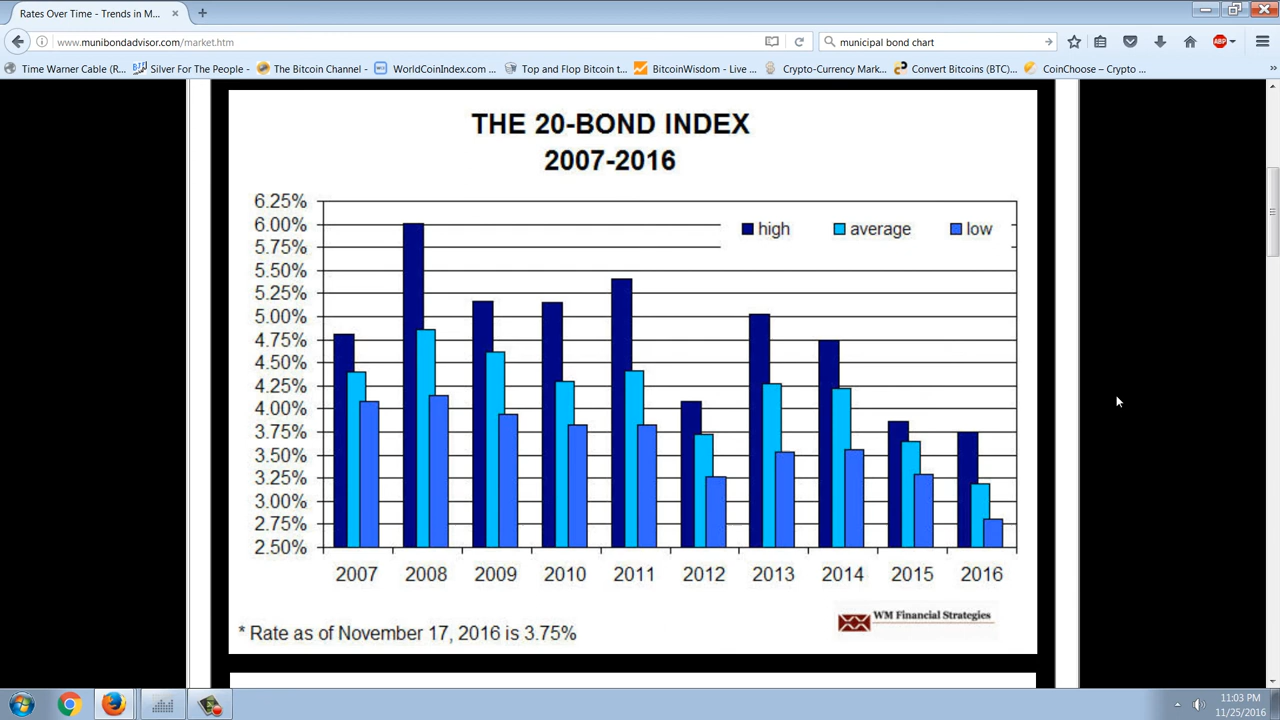 Rates Over Time - Trends in M...
www.munibondadvisor.com/market.htm
municipal bond chart
ABP
Time Warner Cable (R...
Silver For The People - ...
The Bitcoin Channel - ...
WorldCoinIndex.com ...
Top and Flop Bitcoin t...
BitcoinWisdom - Live ...
Crypto-Currency Mark...
Convert Bitcoins (BTC)...
CoinChoose – Crypto ...
THE 20-BOND INDEX
2007-2016
6.25%
6.00%
5.75%
5.50%
5.25%
5.00%
4.75%
4.50%
4.25%
4.00%
3.75%
3.50%
3.25%
3.00%
2.75%
2.50%
high average low
2007 2008 2009 2010 2011 2012 2013 2014 2015 2016
WM Financial Strategies
* Rate as of November 17, 2016 is 3.75%
11:03 PM
11/25/2016